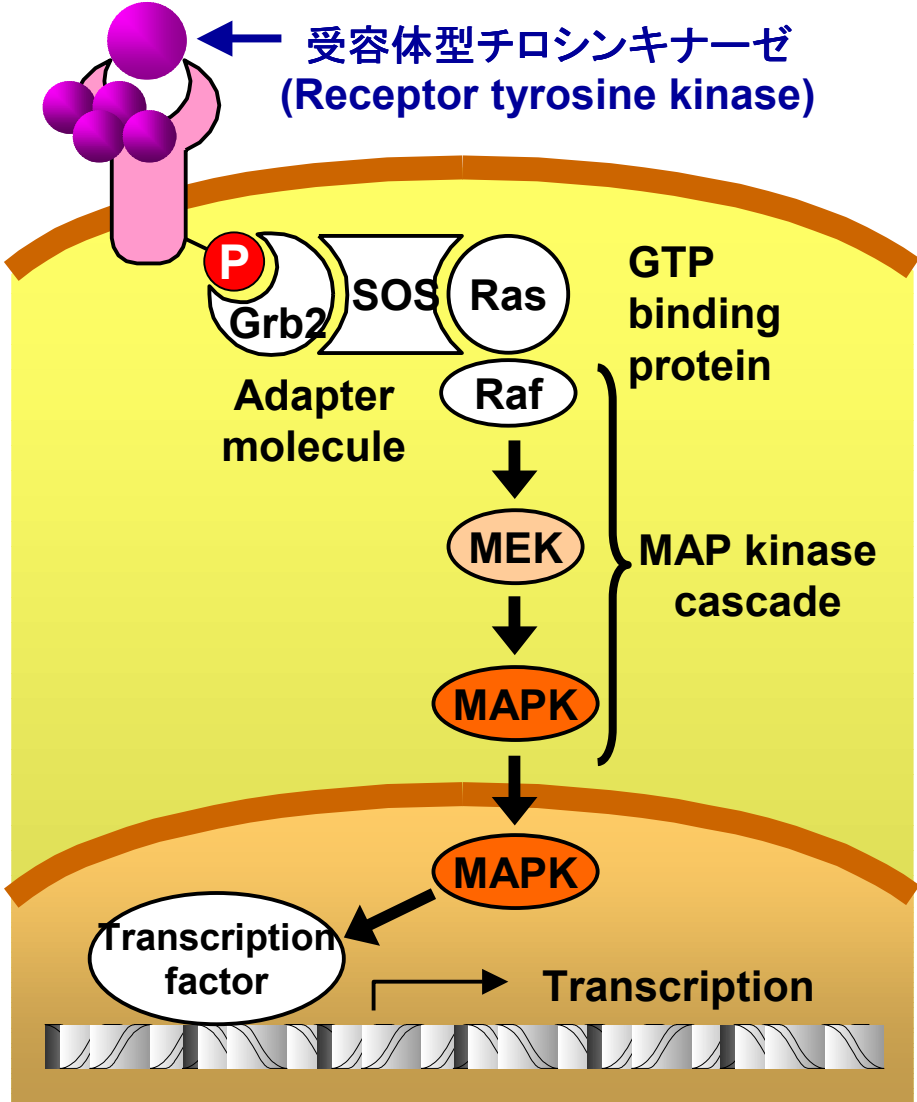 受容体型チロシンキナーゼ
(Receptor tyrosine kinase)
P
Grb2
SOS
Ras
GTP
binding
protein
Adapter
molecule
Raf
MEK
MAP kinase
cascade
MAPK
MAPK
Transcription
factor
Transcription